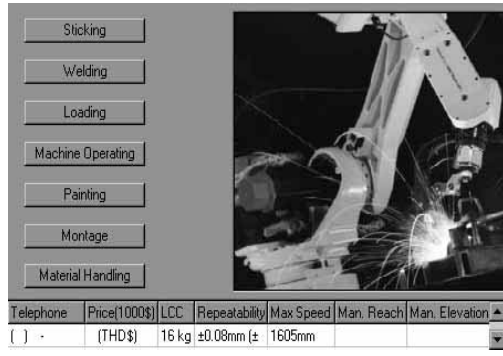 Sticking
Welding
Loading
Machine Operating
Painting
Montage
Material Handling
Telephone Price(1000$) LCC Repeatability Max Speed Man. Reach Man. Elevation
( ) - (THD$) 16 kg ±0.08mm (± 1605mm